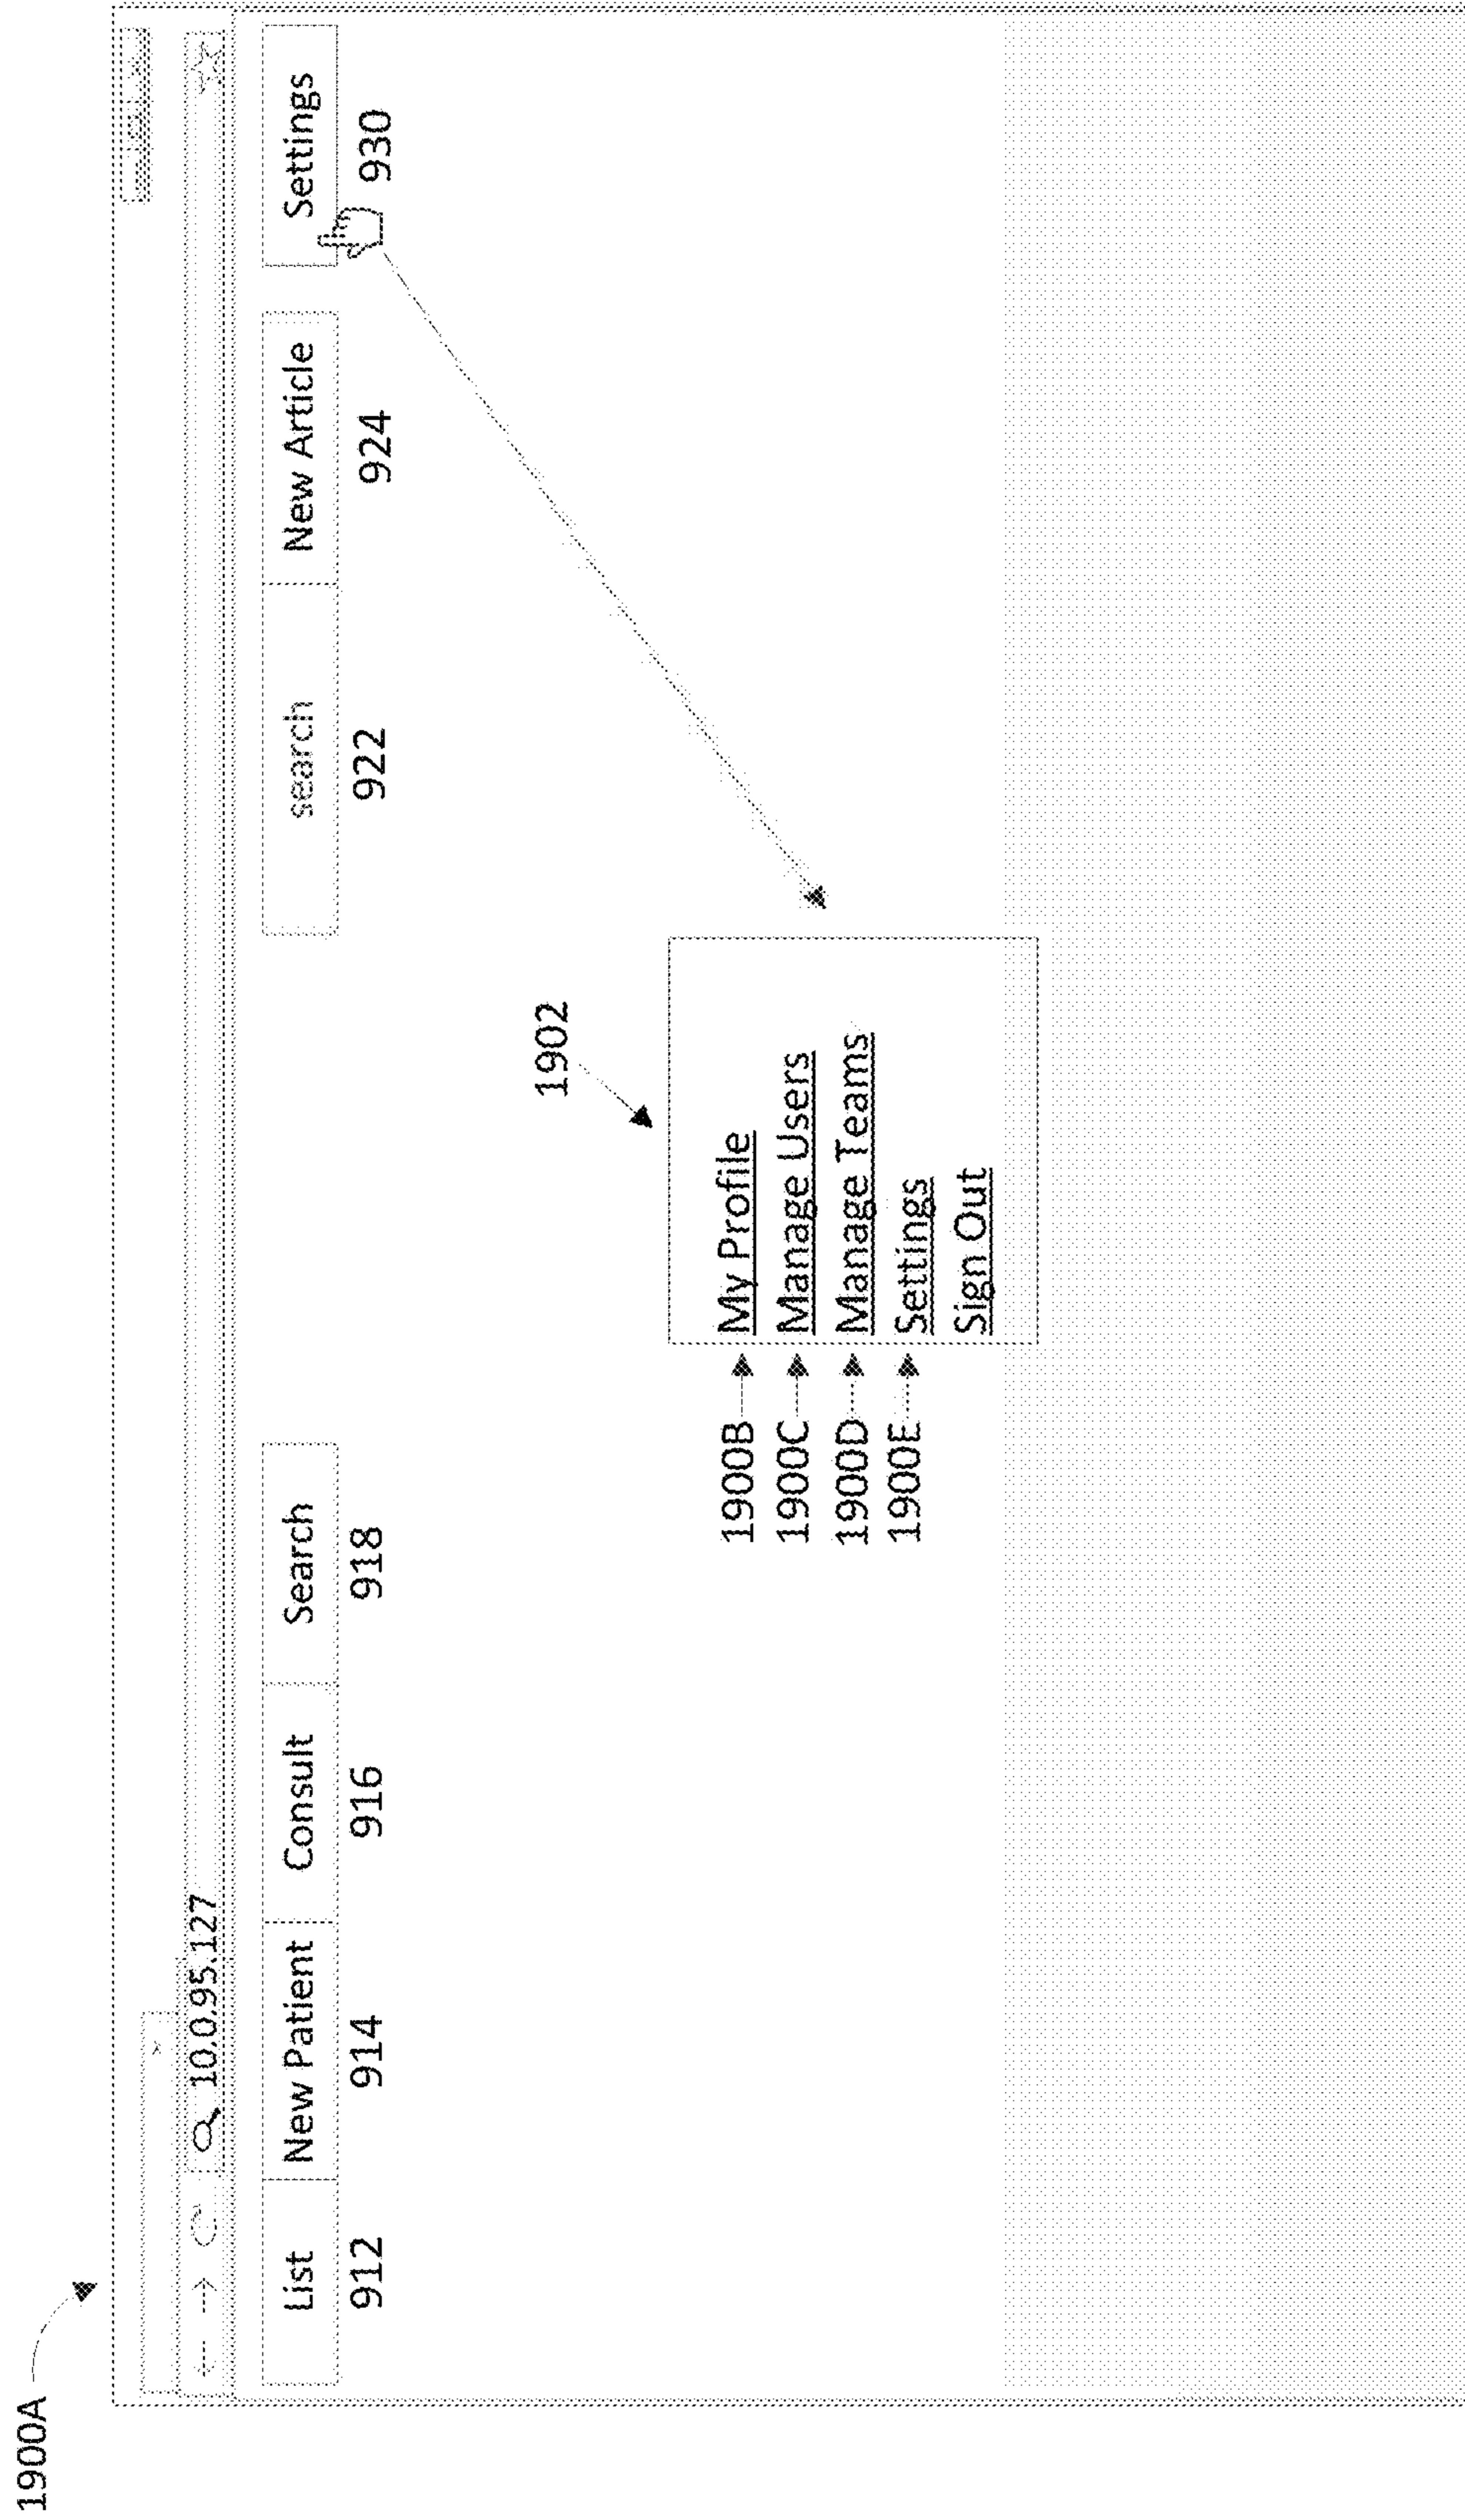 1900A
10.0.95.127
List New Patient Consult Search search New Article Settings
912 914 916 918 922 924 930
1902
1900B My Profile
1900C Manage Users
1900D Manage Teams
1900E Settings
Sign Out